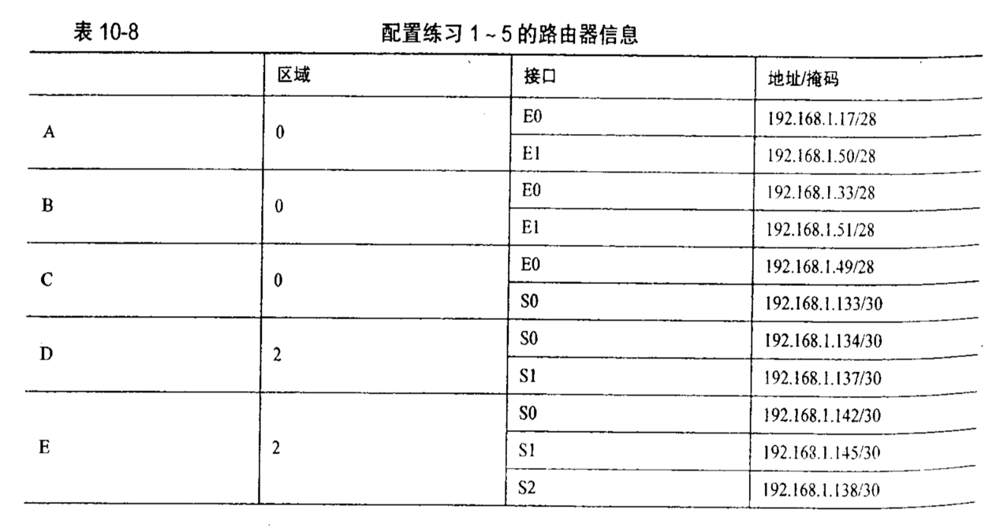 表 10-8 配置练习 1~5 的路由器信息
区域 接口 地址/掩码
A 0 E0 192.168.1.17/28
E1 192.168.1.50/28
B 0 E0 192.168.1.33/28
E1 192.168.1.51/28
C 0 E0 192.168.1.49/28
S0 192.168.1.133/30
D 2 S0 192.168.1.134/30
S1 192.168.1.137/30
E 2 S0 192.168.1.142/30
S1 192.168.1.145/30
S2 192.168.1.138/30